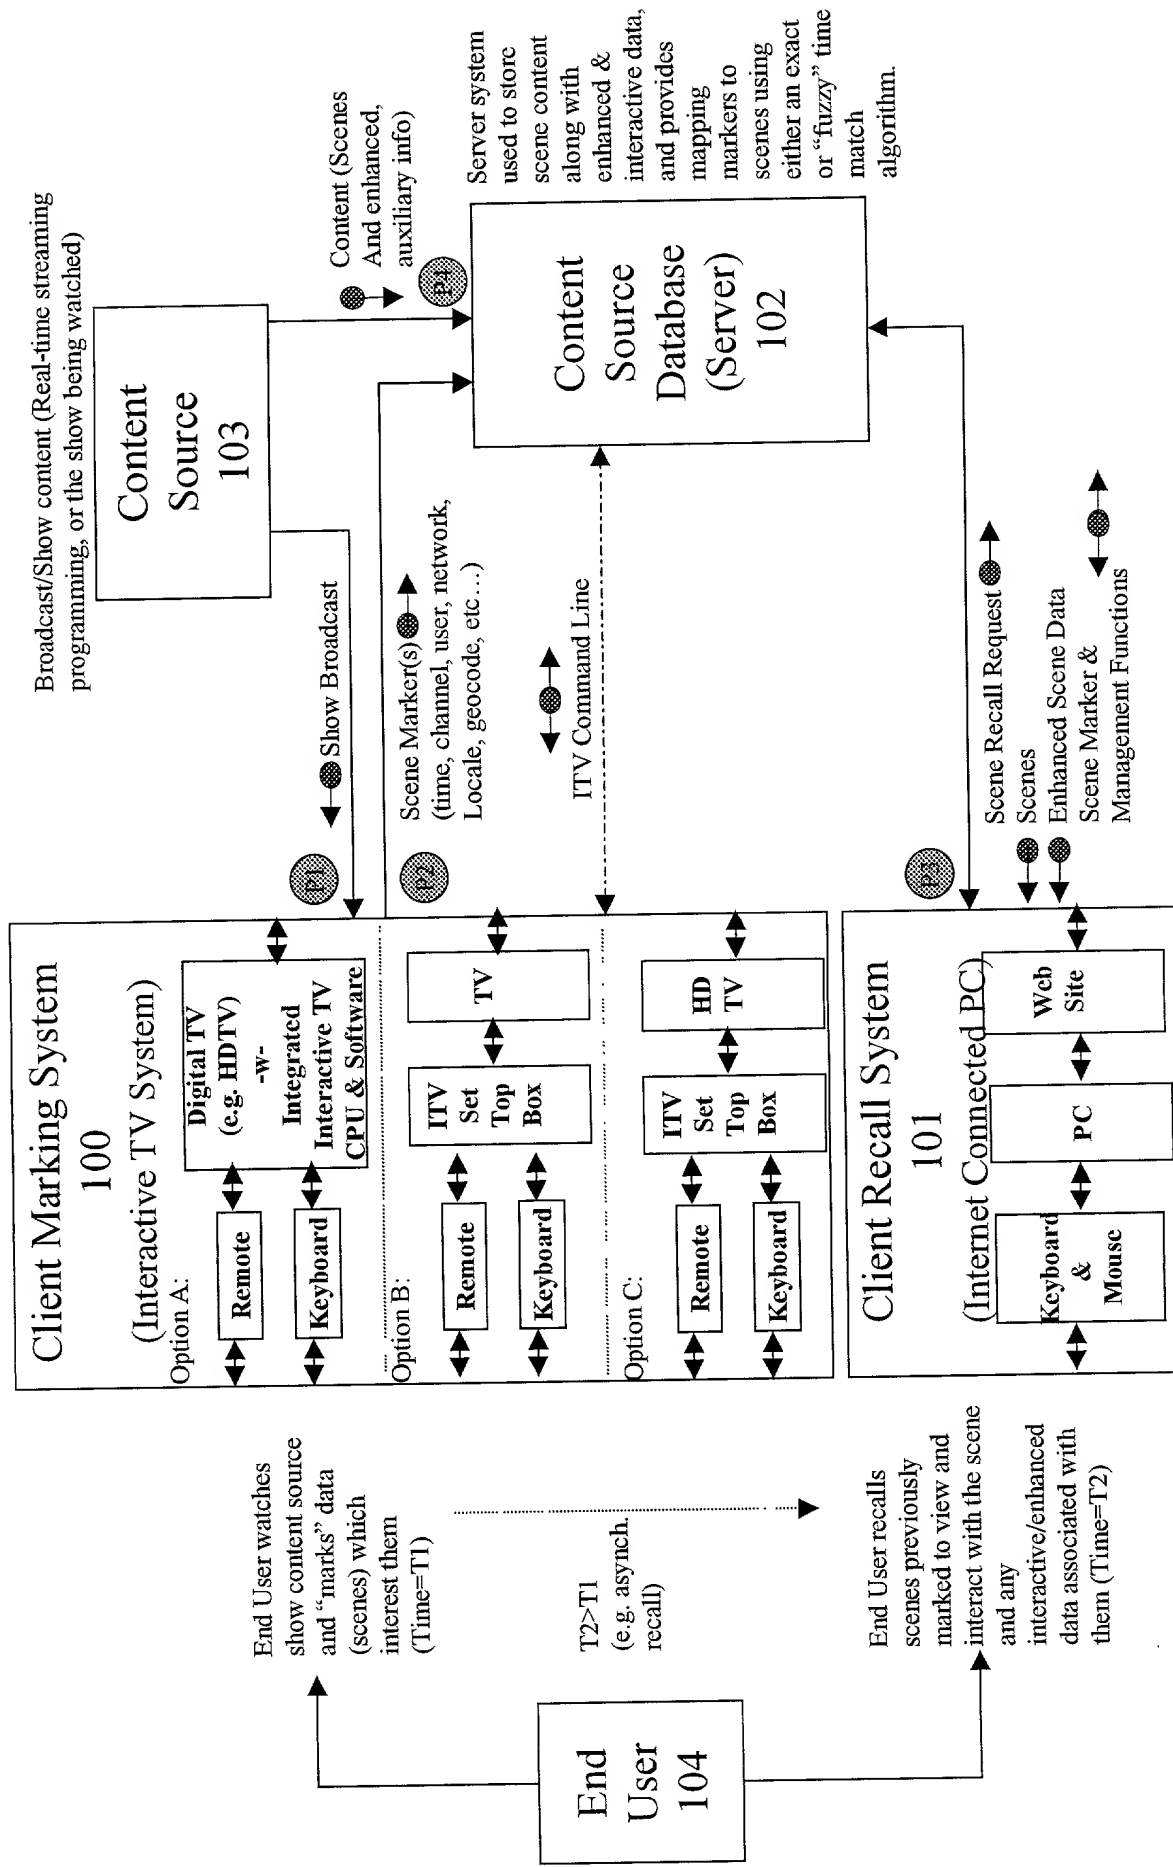 Broadcast/Show content (Real-time streaming
programming, or the show being watched)
Content
Source
103
Content (Scenes
And enhanced,
auxiliary info)
P4
Server system
used to store
scene content
along with
enhanced &
interactive data,
and provides
mapping
markers to
scenes using
either an exact
or “fuzzy” time
match
algorithm.
Content
Source
Database
(Server)
102
Show Broadcast
P1
Scene Marker(s)
(time, channel, user, network,
Locale, geocode, etc…)
P2
ITV Command Line
Scene Recall Request
Scenes
Enhanced Scene Data
Scene Marker &
Management Functions
P3
Client Marking System
100
(Interactive TV System)
Option A:
Remote
Keyboard
Digital TV
(e.g. HDTV)
-w-
Integrated
Interactive TV
CPU & Software
Option B:
Remote
Keyboard
ITV
Set
Top
Box
TV
Option C:
Remote
Keyboard
ITV
Set
Top
Box
HD
TV
Client Recall System
101
(Internet Connected PC)
Keyboard
&
Mouse
PC
Web
Site
End User watches
show content source
and “marks” data
(scenes) which
interest them
(Time=T1)
T2>T1
(e.g. asynch.
recall)
End User recalls
scenes previously
marked to view and
interact with the scene
and any
interactive/enhanced
data associated with
them (Time=T2)
End
User
104